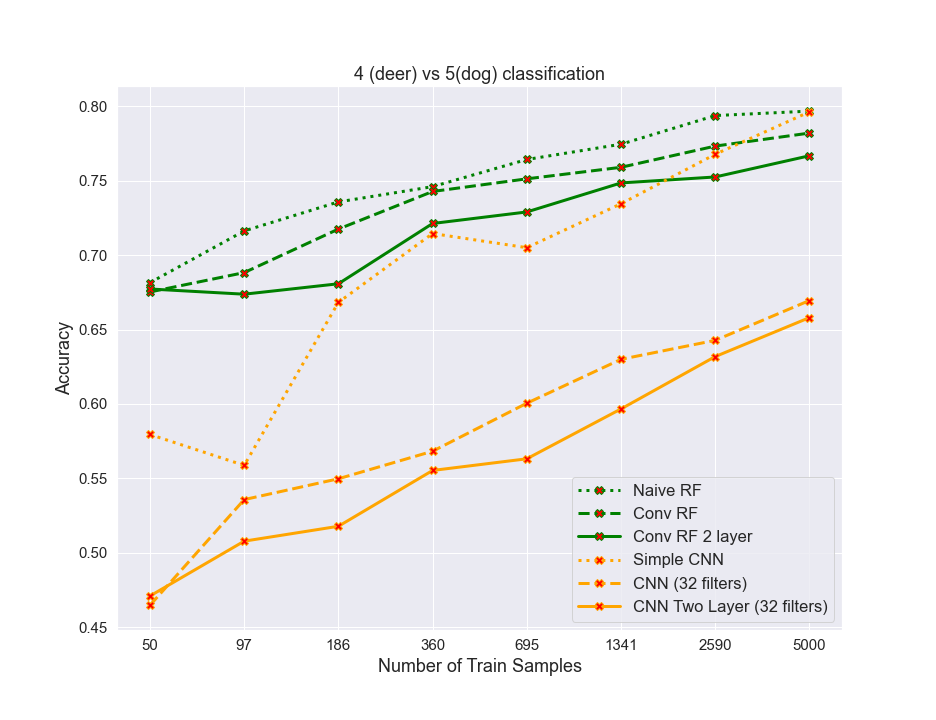 4 (deer) vs 5(dog) classification
0.80
0.75
0.70
0.65
0.60
0.55
0.50
0.45
Accuracy
50 97 186 360 695 1341 2590 5000
Number of Train Samples
Naive RF
Conv RF
Conv RF 2 layer
Simple CNN
CNN (32 filters)
CNN Two Layer (32 filters)